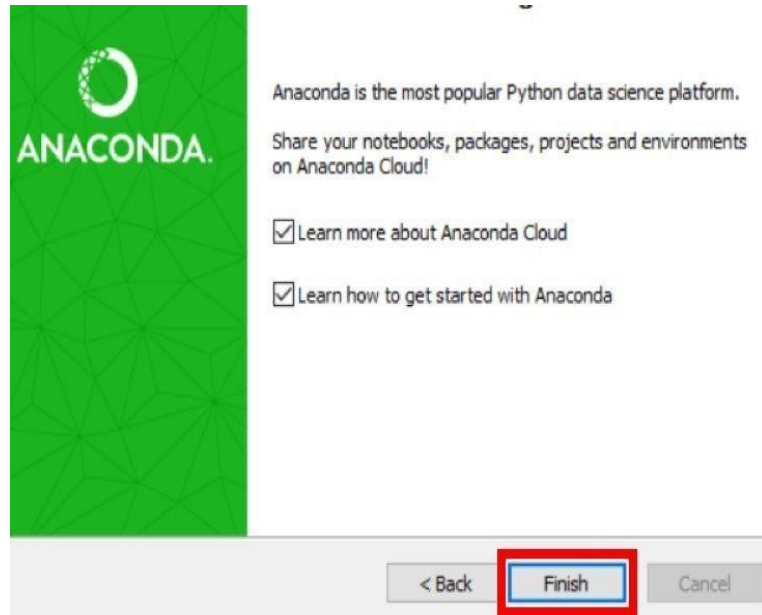 ANACONDA.
Anaconda is the most popular Python data science platform.
Share your notebooks, packages, projects and environments
on Anaconda Cloud!
Learn more about Anaconda Cloud
Learn how to get started with Anaconda
< Back
Finish
Cancel